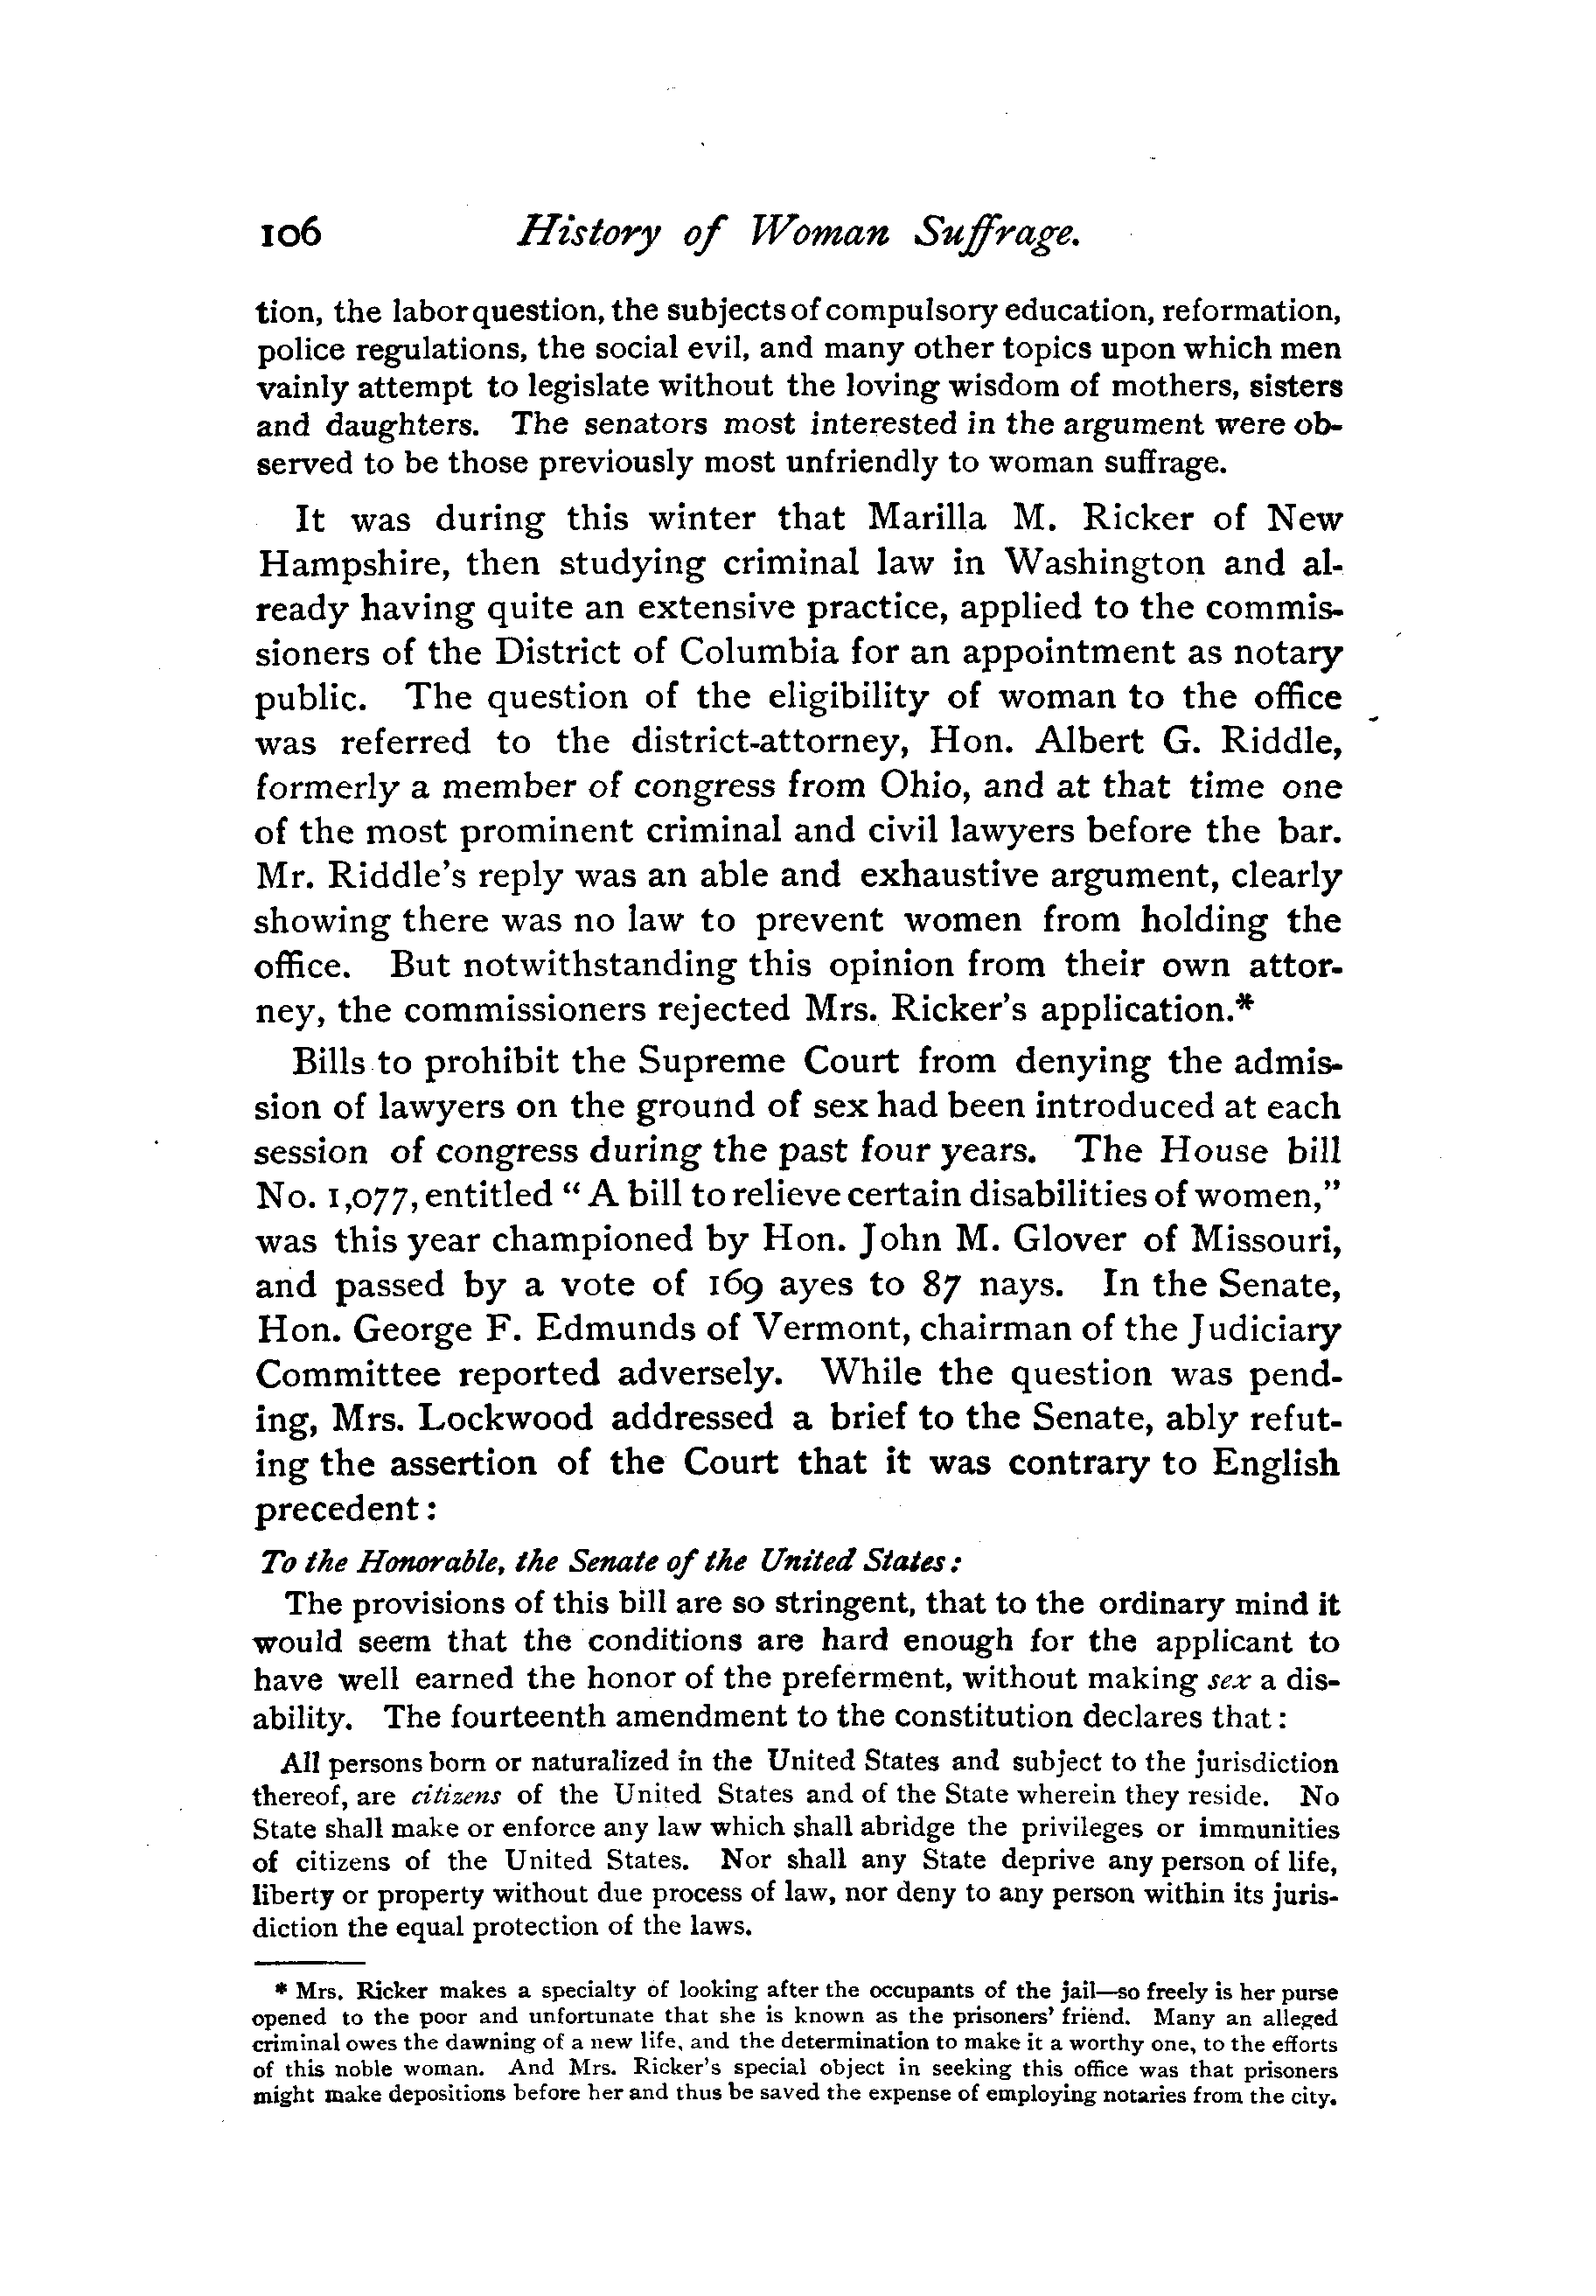 106 History of Woman Suffrage.
tion, the labor question, the subjects of compulsory education, reformation,
police regulations, the social evil, and many other topics upon which men
vainly attempt to legislate without the loving wisdom of mothers, sisters
and daughters. The senators most interested in the argument were ob-
served to be those previously most unfriendly to woman suffrage.
It was during this winter that Marilla M. Ricker of New
Hampshire, then studying criminal law in Washington and al-
ready having quite an extensive practice, applied to the commis-
sioners of the District of Columbia for an appointment as notary
public. The question of the eligibility of woman to the office
was referred to the district-attorney, Hon. Albert G. Riddle,
formerly a member of congress from Ohio, and at that time one
of the most prominent criminal and civil lawyers before the bar.
Mr. Riddle's reply was an able and exhaustive argument, clearly
showing there was no law to prevent women from holding the
office. But notwithstanding this opinion from their own attor-
ney, the commissioners rejected Mrs. Ricker's application.*
Bills to prohibit the Supreme Court from denying the admis-
sion of lawyers on the ground of sex had been introduced at each
session of congress during the past four years. The House bill
No. 1,077, entitled "A bill to relieve certain disabilities of women,"
was this year championed by Hon. John M. Glover of Missouri,
and passed by a vote of 169 ayes to 87 nays. In the Senate,
Hon. George F. Edmunds of Vermont, chairman of the Judiciary
Committee reported adversely. While the question was pend-
ing, Mrs. Lockwood addressed a brief to the Senate, ably refut-
ing the assertion of the Court that it was contrary to English
precedent:
To the Honorable, the Senate of the United States:
The provisions of this bill are so stringent, that to the ordinary mind it
would seem that the conditions are hard enough for the applicant to
have well earned the honor of the preferment, without making sex a dis-
ability. The fourteenth amendment to the constitution declares that:
All persons born or naturalized in the United States and subject to the jurisdiction
thereof, are citizens of the United States and of the State wherein they reside. No
State shall make or enforce any law which shall abridge the privileges or immunities
of citizens of the United States. Nor shall any State deprive any person of life,
liberty or property without due process of law, nor deny to any person within its juris-
diction the equal protection of the laws.
* Mrs. Ricker makes a specialty of looking after the occupants of the jail—so freely is her purse
opened to the poor and unfortunate that she is known as the prisoners' friend. Many an alleged
criminal owes the dawning of a new life, and the determination to make it a worthy one, to the efforts
of this noble woman. And Mrs. Ricker's special object in seeking this office was that prisoners
might make depositions before her and thus be saved the expense of employing notaries from the city.